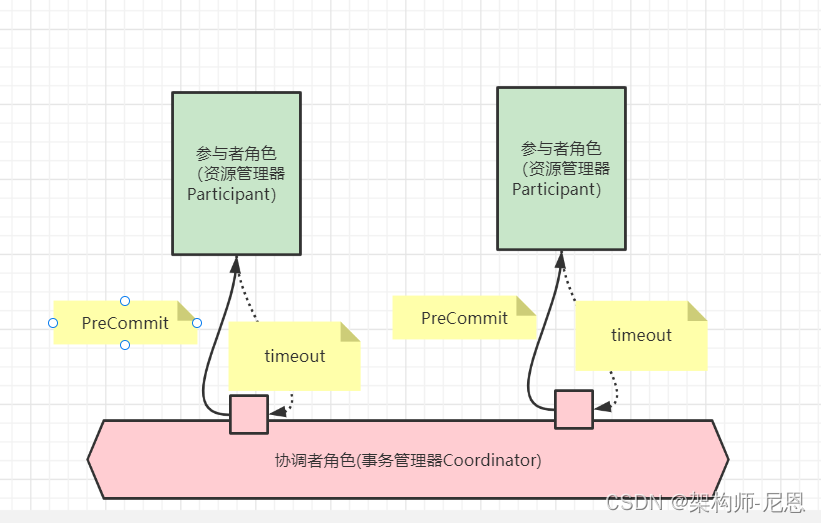 参与者角色
（资源管理器
Participant）
参与者角色
（资源管理器
Participant）
PreCommit
timeout
PreCommit
timeout
协调者角色(事务管理器Coordinator)
CSDN @架构师-尼恩